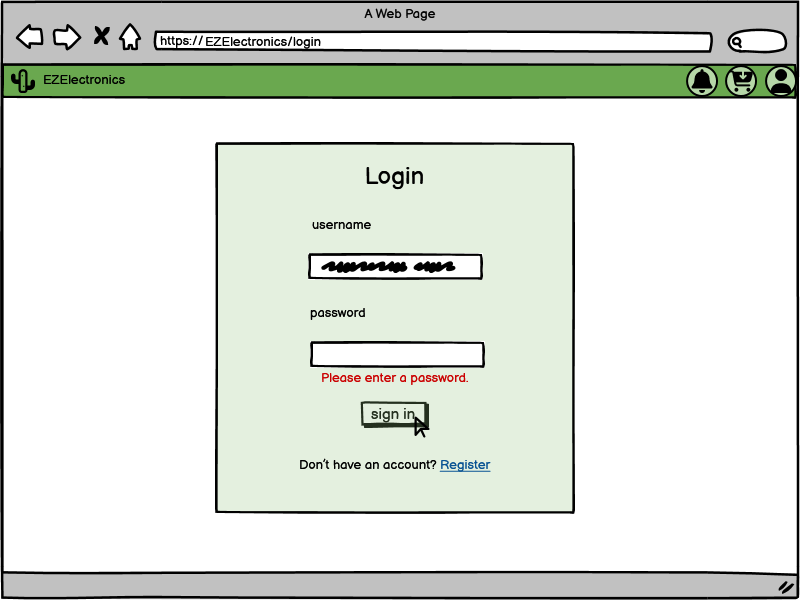 A Web Page
https://EZElectronics/login
EZElectronics
Login
username
password
Please enter a password.
sign in
Don't have an account? Register